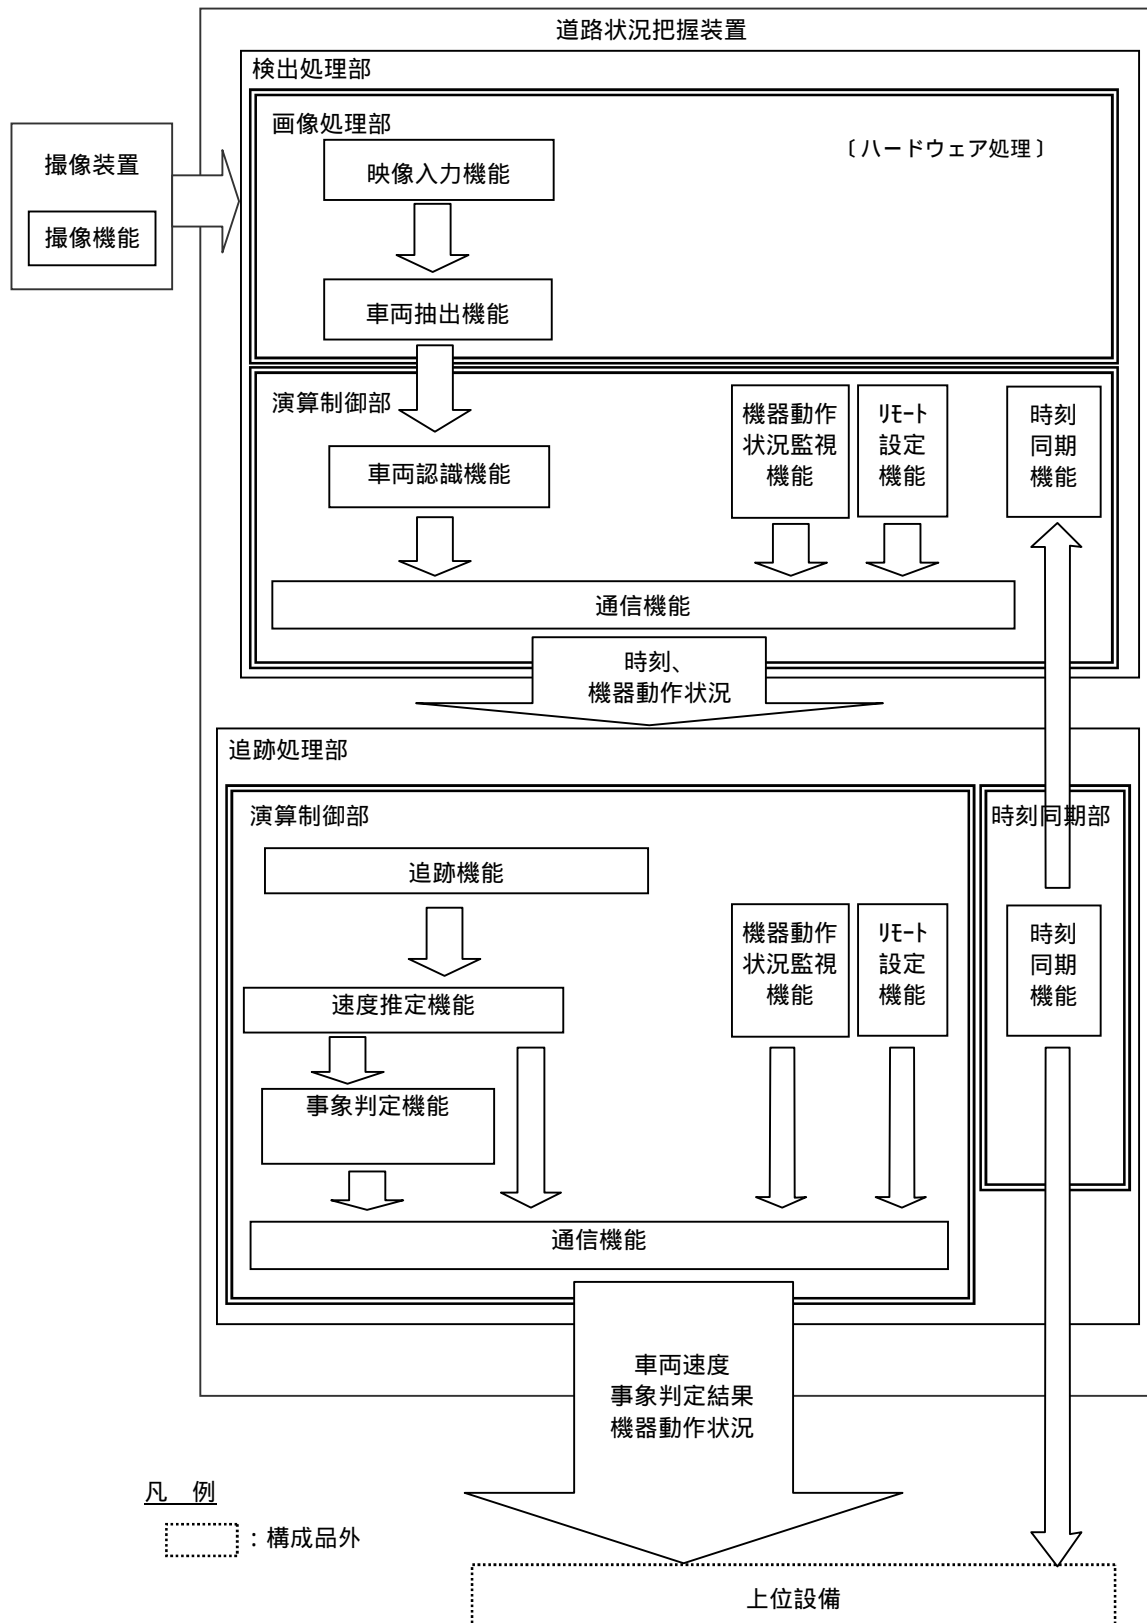 道路状況把握装置
検出処理部
画像処理部
〔ハードウェア処理〕
撮像装置
撮像機能
映像入力機能
車両抽出機能
演算制御部
車両認識機能
機器動作
状況監視
機能
ﾘﾓｰﾄ
設定
機能
時刻
同期
機能
通信機能
時刻、
機器動作状況
追跡処理部
演算制御部
時刻同期部
追跡機能
速度推定機能
事象判定機能
機器動作
状況監視
機能
ﾘﾓｰﾄ
設定
機能
時刻
同期
機能
通信機能
車両速度
事象判定結果
機器動作状況
凡　例
：構成品外
上位設備